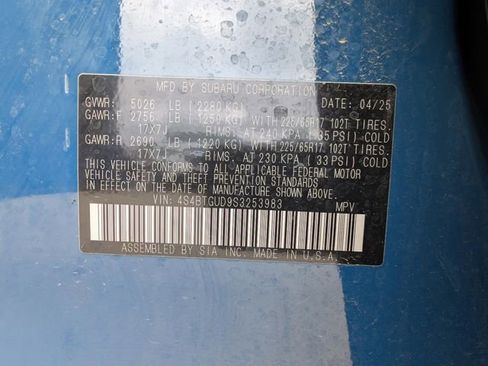 MFD BY SUBARU CORPORATION
GVWR: 5026 LB (2280 KG) DATE: 04/25
GAWR:F 2756 LB (1250 KG) WITH 225/65R17 102T TIRES.
17X7J RIMS. AT 240 KPA (35 PSI) COLD
GAWR:R 2690 LB (1220 KG) WITH 225/65R17 102T TIRES.
17X7J RIMS. AT 230 KPA (33 PSI) COLD
THIS VEHICLE CONFORMS TO ALL APPLICABLE FEDERAL MOTOR
VEHICLE SAFETY AND THEFT PREVENTION STANDARDS IN EFFECT ON
THE DATE OF MANUFACTURE SHOWN ABOVE.
VIN: 4S4BTGUD9S3253983 MPV
ASSEMBLED BY SIA INC. MADE IN U.S.A.